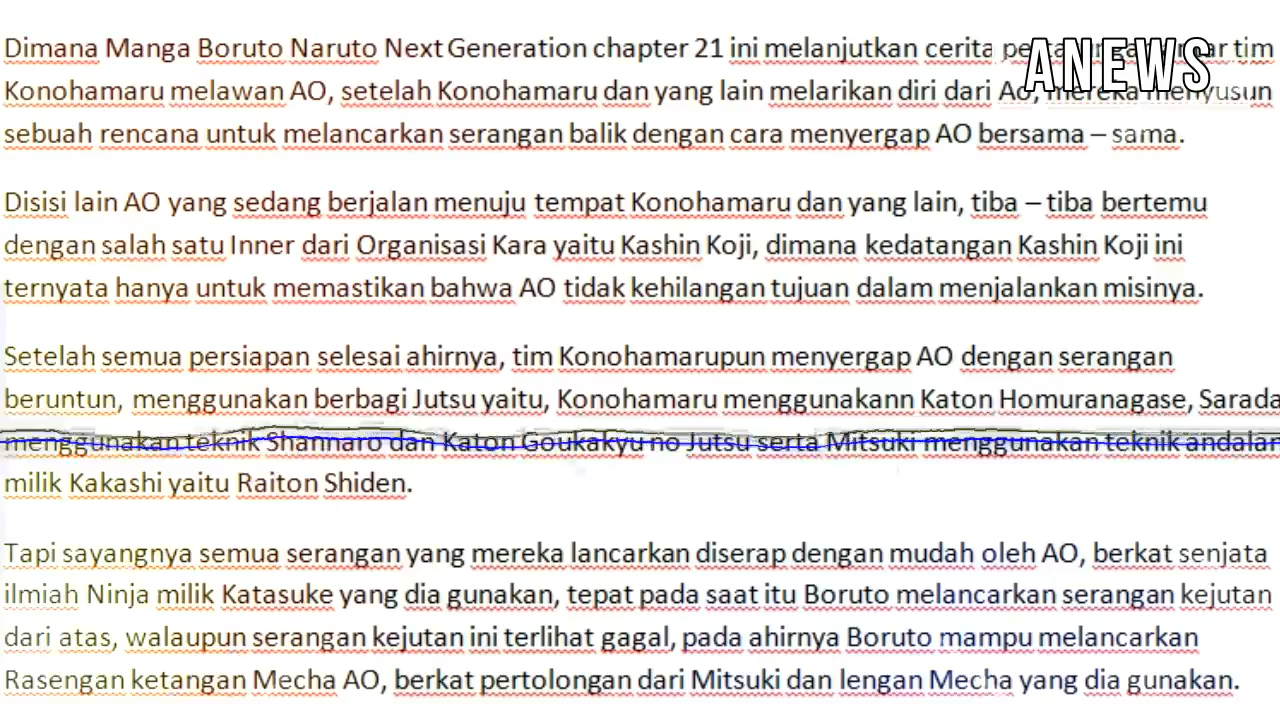 Dimana Manga Boruto Naruto Next Generation chapter 21 ini melanjutkan cerita tim
ANEWS
Konohamaru melawan AO, setelah Konohamaru dan yang lain melarikan diri dari Ao, mereka menyusun
sebuah rencana untuk melancarkan serangan balik dengan cara menyergap AO bersama – sama.
Disisi lain AO yang sedang berjalan menuju tempat Konohamaru dan yang lain, tiba – tiba bertemu
dengan salah satu Inner dari Organisasi Kara yaitu Kashin Koji, dimana kedatangan Kashin Koji ini
ternyata hanya untuk memastikan bahwa AO tidak kehilangan tujuan dalam menjalankan misinya.
Setelah semua persiapan selesai ahirnya, tim Konohamarupun menyergap AO dengan serangan
beruntun, menggunakan berbagi Jutsu yaitu, Konohamaru menggunakann Katon Homuranagase, Sarada
menggunakan teknik Shannaro dan Katon Goukakyu no Jutsu serta Mitsuki menggunakan teknik andalan
milik Kakashi yaitu Raiton Shiden.
Tapi sayangnya semua serangan yang mereka lancarkan diserap dengan mudah oleh AO, berkat senjata
ilmiah Ninja milik Katasuke yang dia gunakan, tepat pada saat itu Boruto melancarkan serangan kejutan
dari atas, walaupun serangan kejutan ini terlihat gagal, pada ahirnya Boruto mampu melancarkan
Rasengan ketangan Mecha AO, berkat pertolongan dari Mitsuki dan lengan Mecha yang dia gunakan.